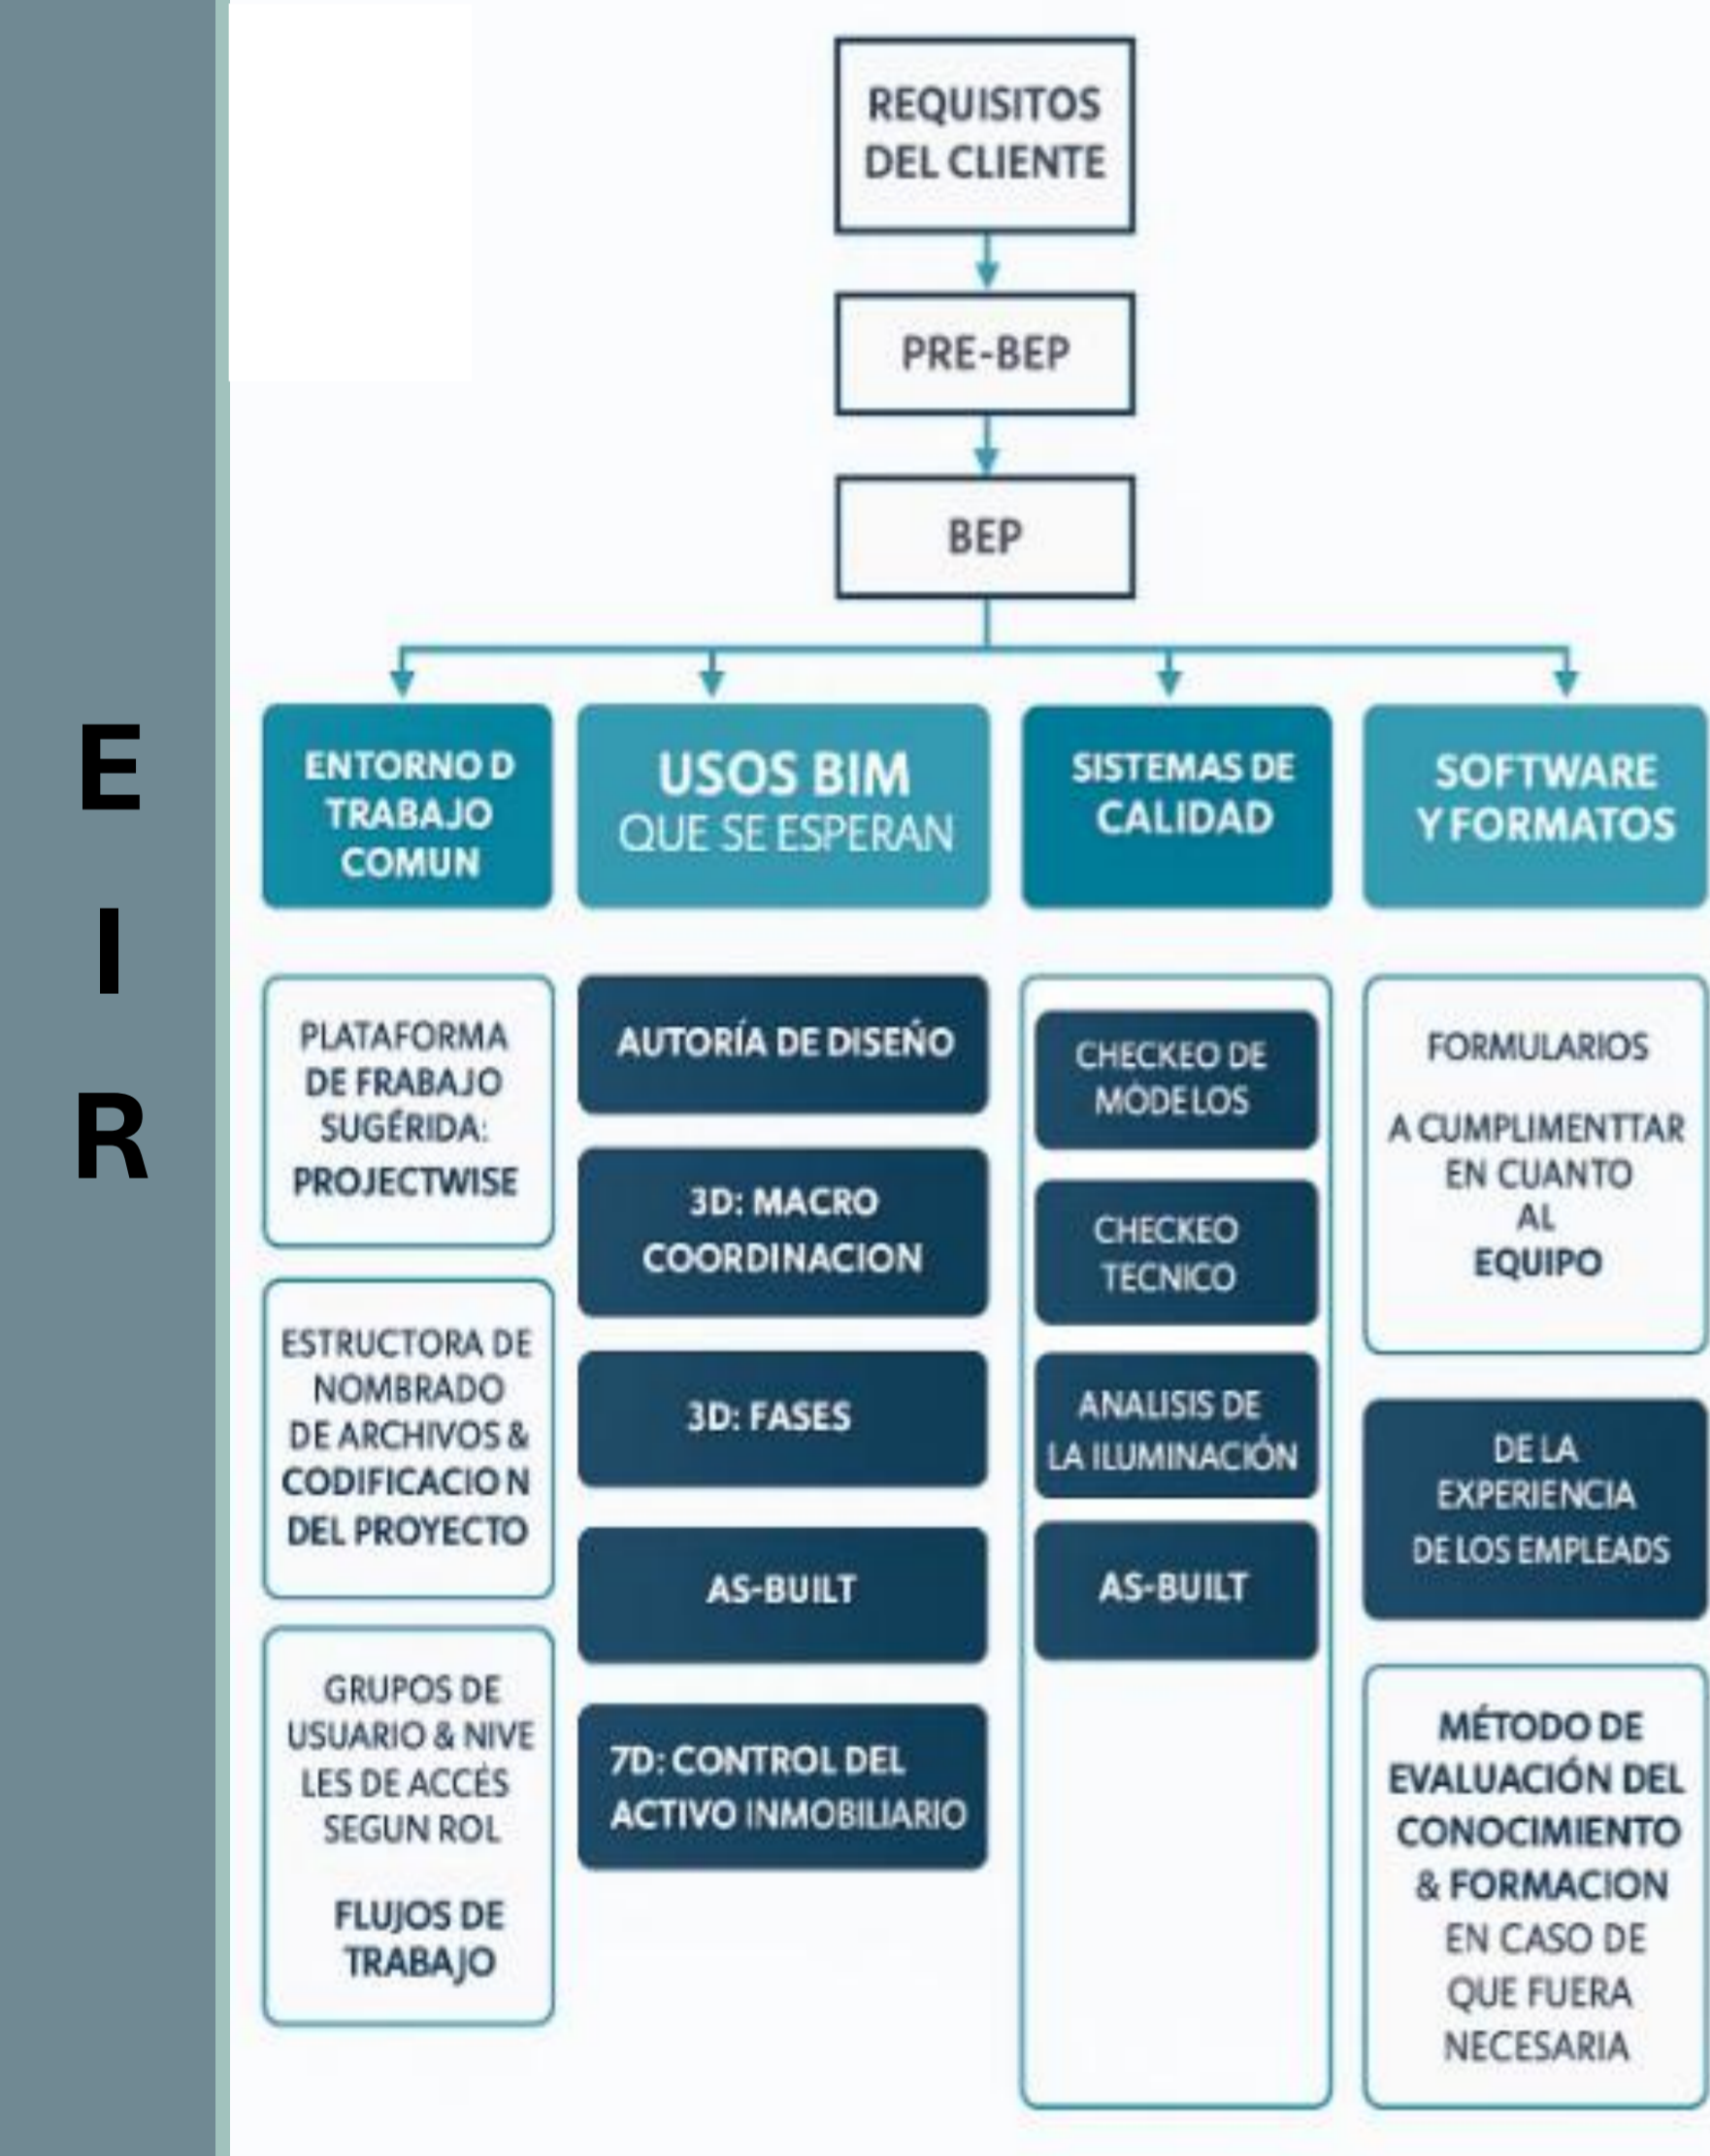 E
I
R
REQUISITOS
DEL CLIENTE
PRE-BEP
BEP
ENTORNO D
TRABAJO
COMUN
PLATAFORMA
DE FRABAJO
SUGÉRIDA:
PROJECTWISE
ESTRUCTORA DE
NOMBRADO
DE ARCHIVOS &
CODIFICACIO N
DEL PROYECTO
GRUPOS DE
USUARIO & NIVE
LES DE ACCÉS
SEGUN ROL
FLUJOS DE
TRABAJO
USOS BIM
QUE SE ESPERAN
AUTORÍA DE DISEÑO
3D: MACRO
COORDINACION
3D: FASES
AS-BUILT
7D: CONTROL DEL
ACTIVO INMOBILIARIO
SISTEMAS DE
CALIDAD
CHECKEO DE
MÓDELOS
CHECKEO
TECNICO
ANALISIS DE
LA ILUMINACIÓN
AS-BUILT
SOFTWARE
Y FORMATOS
FORMULARIOS
A CUMPLIMENTTAR
EN CUANTO
AL
EQUIPO
DE LA
EXPERIENCIA
DE LOS EMPLEADS
MÉTODO DE
EVALUACIÓN DEL
CONOCIMIENTO
& FORMACION
EN CASO DE
QUE FUERA
NECESARIA